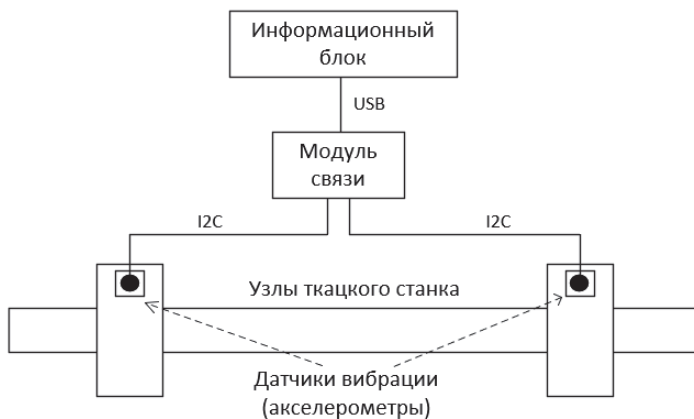 Информационный
блок
USB
Модуль
связи
I2C
I2C
Узлы ткацкого станка
Датчики вибрации
(акселерометры)